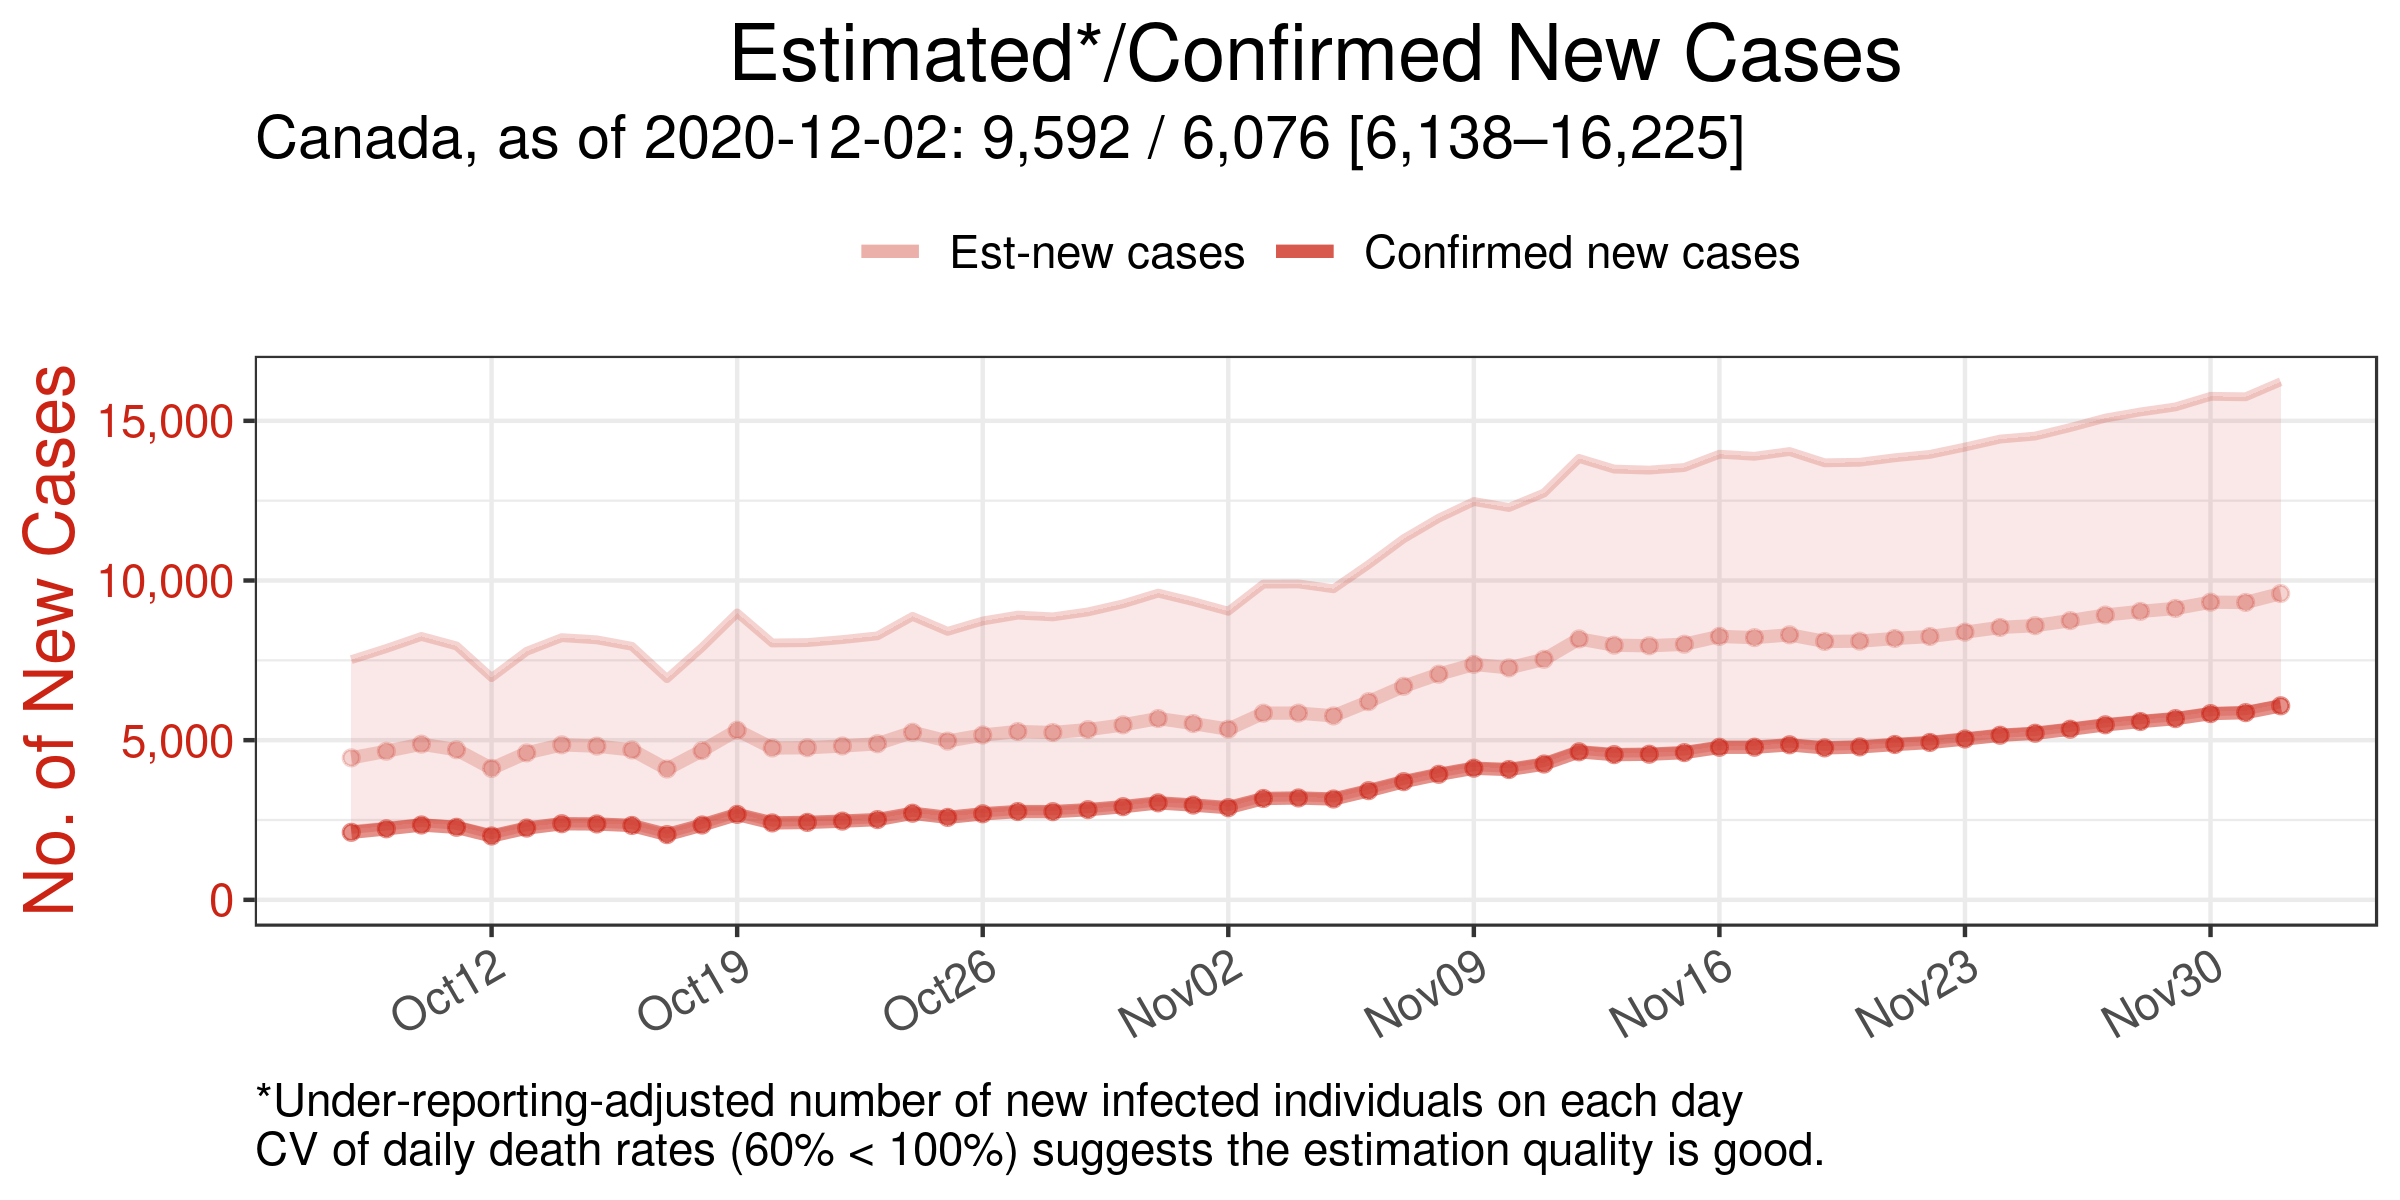 Estimated*/Confirmed New Cases
Canada, as of 2020-12-02: 9,592 / 6,076 [6,138–16,225]
Est-new cases
Confirmed new cases
No. of New Cases
15,000
10,000
5,000
0
Oct12
Oct19
Oct26
Nov02
Nov09
Nov16
Nov23
Nov30
*Under-reporting-adjusted number of new infected individuals on each day
CV of daily death rates (60% < 100%) suggests the estimation quality is good.